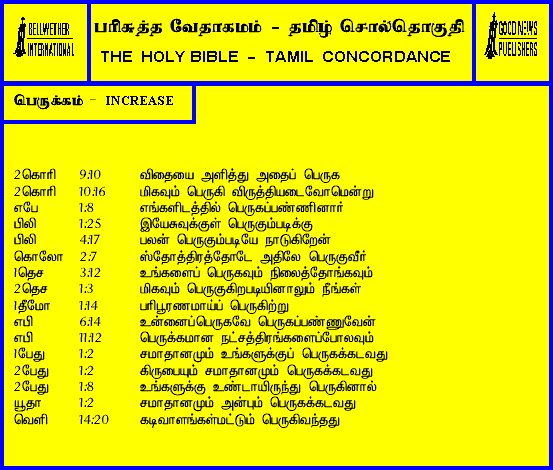 BELLWETHER
INTERNATIONAL
பரிசுத்த வேதாகமம் - தமிழ் சொல்தொகுதி
THE HOLY BIBLE - TAMIL CONCORDANCE
GOOD NEWS
PUBLISHERS
பெருக்கம் - INCREASE
2கொரி 9:10 விதையை அளித்து அதைப் பெருக
2கொரி 10:16 மிகவும் பெருகி விருத்தியடைவோமென்று
எபே 1:8 எங்களிடத்தில் பெருகப்பண்ணினார்
பிலி 1:25 இயேசுவுக்குள் பெருகும்படிக்கு
பிலி 4:17 பலன் பெருகும்படியே நாடுகிறேன்
கொலோ 2:7 ஸ்தோத்திரத்தோடே அதிலே பெருகுவீர்
1தெச 3:12 உங்களைப் பெருகவும் நிலைத்தோங்கவும்
2தெச 1:3 மிகவும் பெருகுகிறபடியினாலும் நீங்கள்
1தீமோ 1:14 பரிபூரணமாய்ப் பெருகிற்று
எபி 6:14 உன்னைப்பெருகவே பெருகப்பண்ணுவேன்
எபி 11:12 பெருக்கமான நட்சத்திரங்களைப்போலவும்
1பேது 1:2 சமாதானமும் உங்களுக்குப் பெருகக்கடவது
2பேது 1:2 கிருபையும் சமாதானமும் பெருகக்கடவது
2பேது 1:8 உங்களுக்கு உண்டாயிருந்து பெருகினால்
யூதா 1:2 சமாதானமும் அன்பும் பெருகக்கடவது
வெளி 14:20 கடிவாளங்கள்மட்டும் பெருகிவந்தது